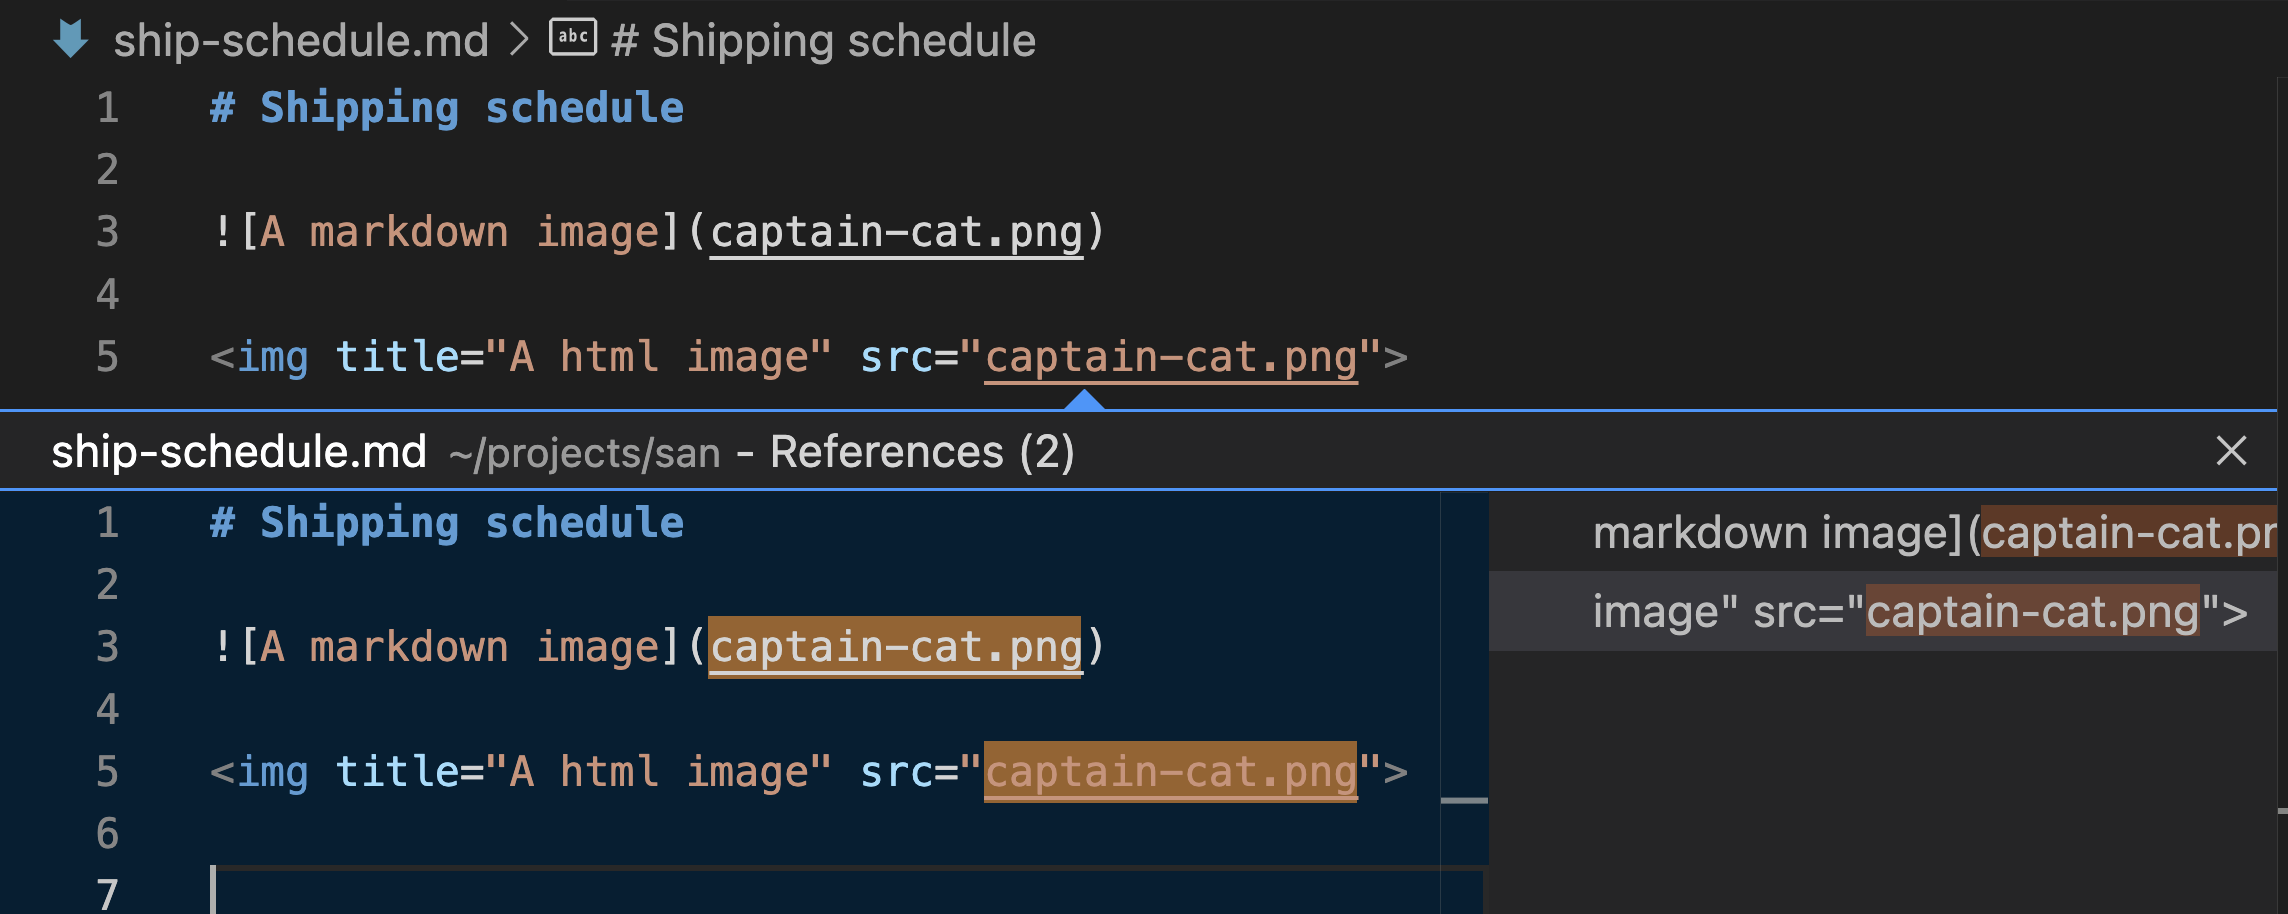 ship-schedule.md > abc # Shipping schedule
1 # Shipping schedule
2
3 ![A markdown image](captain-cat.png)
4
5 <img title="A html image" src="captain-cat.png">
ship-schedule.md ~/projects/san - References (2)
1 # Shipping schedule
2
3 ![A markdown image](captain-cat.png)
4
5 <img title="A html image" src="captain-cat.png">
6
7
markdown image](captain-cat.pn
image" src="captain-cat.png">